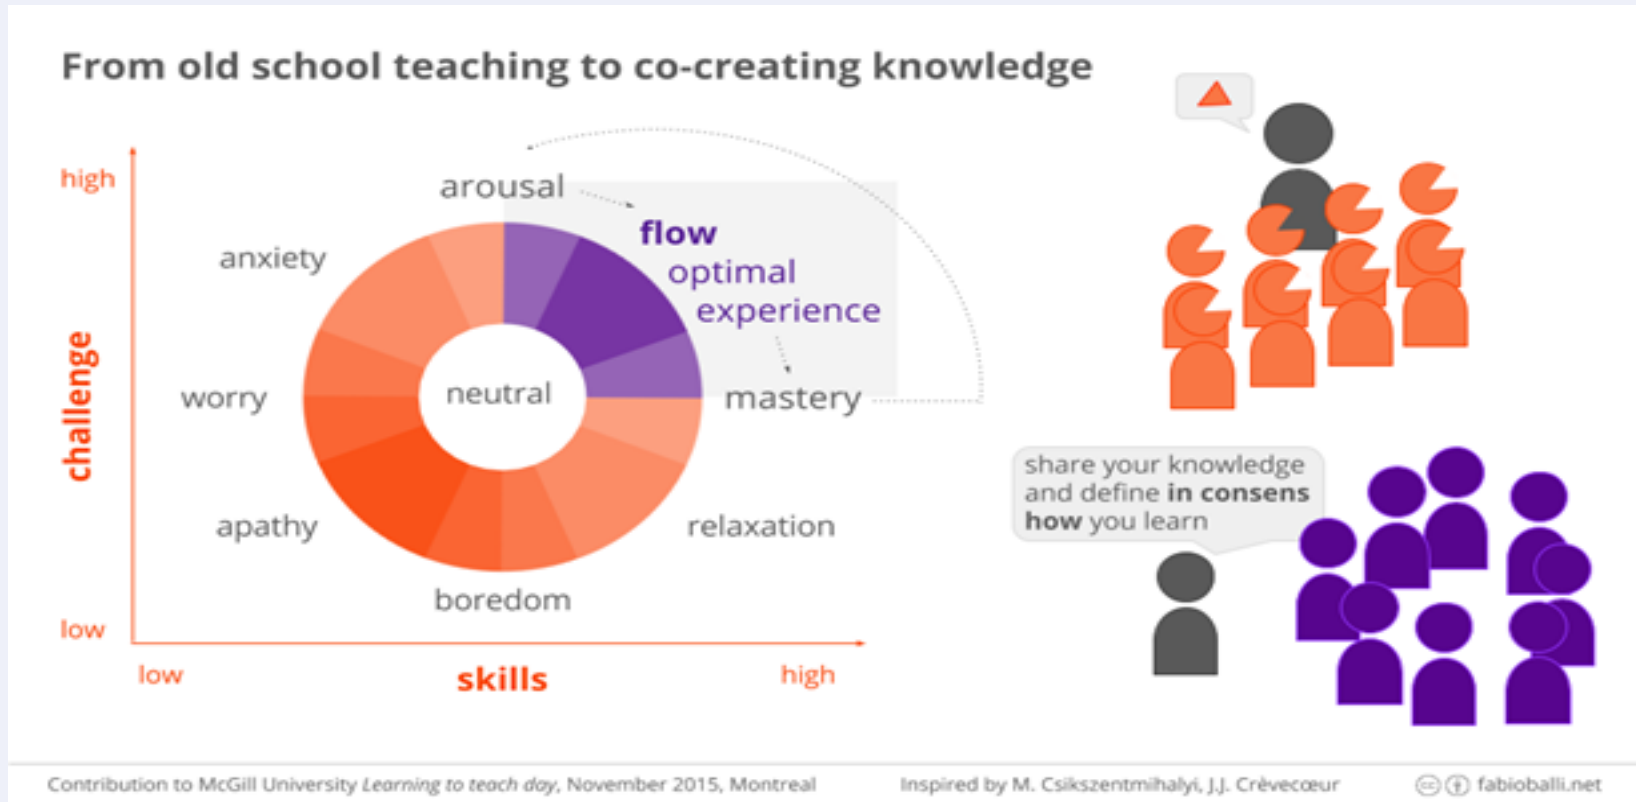 From old school teaching to co-creating knowledge
high
arousal
flow
optimal
experience
anxiety
challenge
worry
neutral
mastery
apathy
relaxation
boredom
low
low
skills
high
share your knowledge
and define in consens
how you learn
Contribution to McGill University Learning to teach day, November 2015, Montreal
Inspired by M. Csikszentmihalyi, J.J. Crèvecœur
cc fabioballi.net